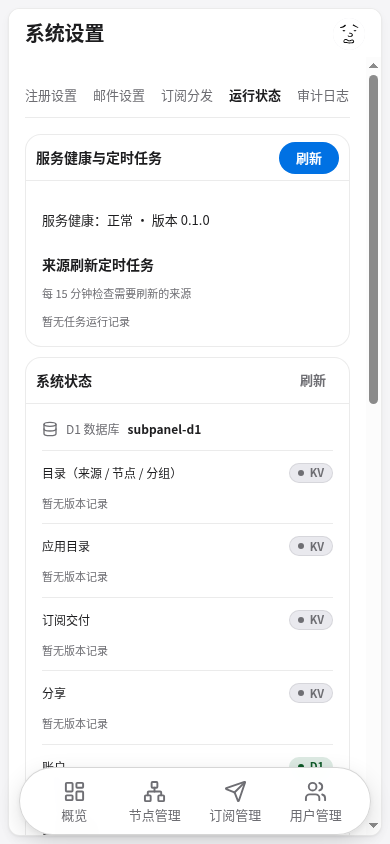 系统设置
注册设置 邮件设置 订阅分发 运行状态 审计日志
服务健康与定时任务 刷新
服务健康：正常 • 版本 0.1.0
来源刷新定时任务
每 15 分钟检查需要刷新的来源
暂无任务运行记录
系统状态 刷新
D1 数据库 subpanel-d1
目录（来源 / 节点 / 分组） KV
暂无版本记录
应用目录 KV
暂无版本记录
订阅交付 KV
暂无版本记录
分享 KV
暂无版本记录
账户 D1
概览 节点管理 订阅管理 用户管理